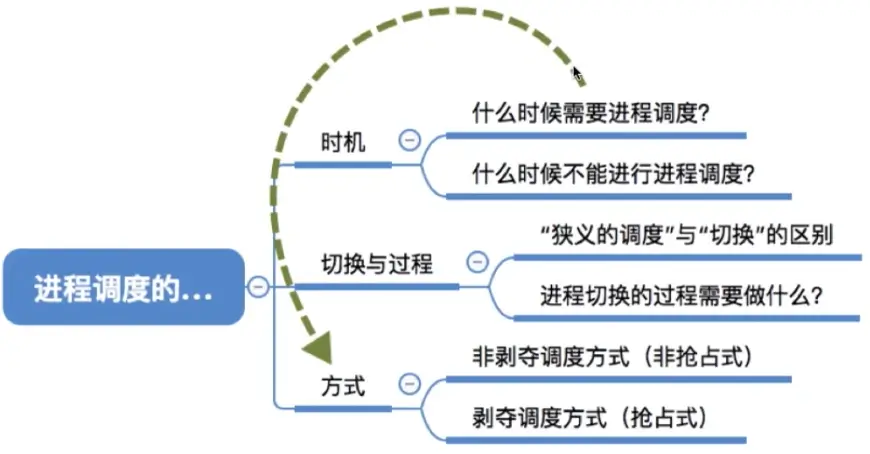 什么时候需要进程调度？
时机
什么时候不能进行进程调度？
“狭义的调度”与“切换”的区别
切换与过程
进程调度的...
进程切换的过程需要做什么？
非剥夺调度方式（非抢占式）
方式
剥夺调度方式（抢占式）